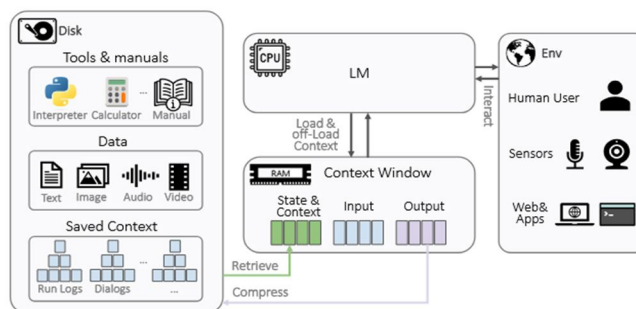 Disk
Tools & manuals
...
Interpreter Calculator Manual
Data
Text Image Audio Video
Saved Context
... ...
Run Logs Dialogs ...
CPU
LM
Load &
off-Load
Context
RAM
Context Window
State &
Context
Input
Output
Retrieve
Compress
Interact
Env
Human User
Sensors
Web&
Apps
>_